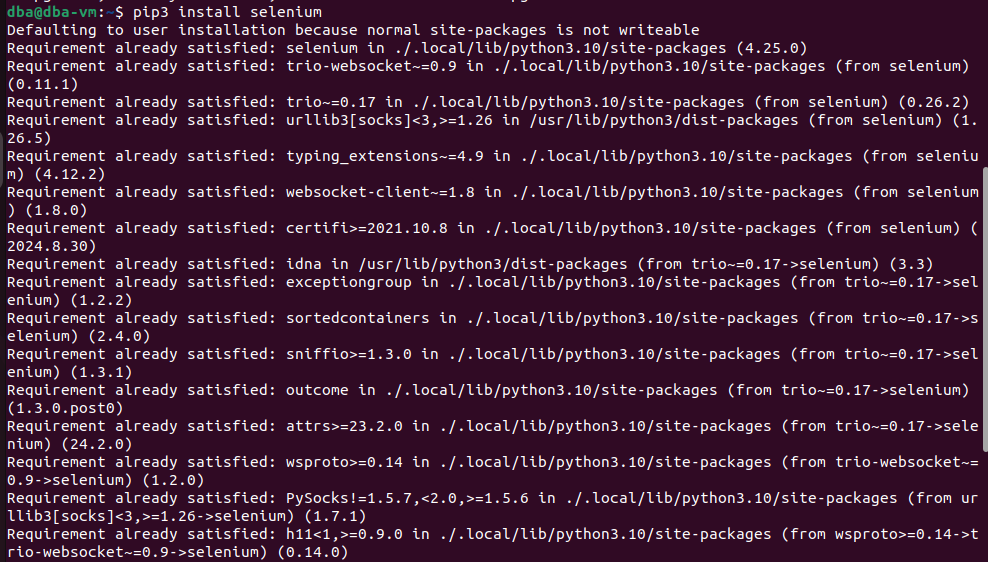 dba@dba-vm:~$ pip3 install selenium
Defaulting to user installation because normal site-packages is not writeable
Requirement already satisfied: selenium in ./.local/lib/python3.10/site-packages (4.25.0)
Requirement already satisfied: trio-websocket~=0.9 in ./.local/lib/python3.10/site-packages (from selenium)
(0.11.1)
Requirement already satisfied: trio~=0.17 in ./.local/lib/python3.10/site-packages (from selenium) (0.26.2)
Requirement already satisfied: urllib3[socks]<3,>=1.26 in /usr/lib/python3/dist-packages (from selenium) (1.
26.5)
Requirement already satisfied: typing_extensions~=4.9 in ./.local/lib/python3.10/site-packages (from seleniu
m) (4.12.2)
Requirement already satisfied: websocket-client~=1.8 in ./.local/lib/python3.10/site-packages (from selenium
) (1.8.0)
Requirement already satisfied: certifi>=2021.10.8 in ./.local/lib/python3.10/site-packages (from selenium) (
2024.8.30)
Requirement already satisfied: idna in /usr/lib/python3/dist-packages (from trio~=0.17->selenium) (3.3)
Requirement already satisfied: exceptiongroup in ./.local/lib/python3.10/site-packages (from trio~=0.17->sel
enium) (1.2.2)
Requirement already satisfied: sortedcontainers in ./.local/lib/python3.10/site-packages (from trio~=0.17->s
elenium) (2.4.0)
Requirement already satisfied: sniffio>=1.3.0 in ./.local/lib/python3.10/site-packages (from trio~=0.17->sel
enium) (1.3.1)
Requirement already satisfied: outcome in ./.local/lib/python3.10/site-packages (from trio~=0.17->selenium)
(1.3.0.post0)
Requirement already satisfied: attrs>=23.2.0 in ./.local/lib/python3.10/site-packages (from trio~=0.17->sele
nium) (24.2.0)
Requirement already satisfied: wsproto>=0.14 in ./.local/lib/python3.10/site-packages (from trio-websocket~=
0.9->selenium) (1.2.0)
Requirement already satisfied: PySocks!=1.5.7,<2.0,>=1.5.6 in ./.local/lib/python3.10/site-packages (from ur
llib3[socks]<3,>=1.26->selenium) (1.7.1)
Requirement already satisfied: h11<1,>=0.9.0 in ./.local/lib/python3.10/site-packages (from wsproto>=0.14->t
rio-websocket~=0.9->selenium) (0.14.0)